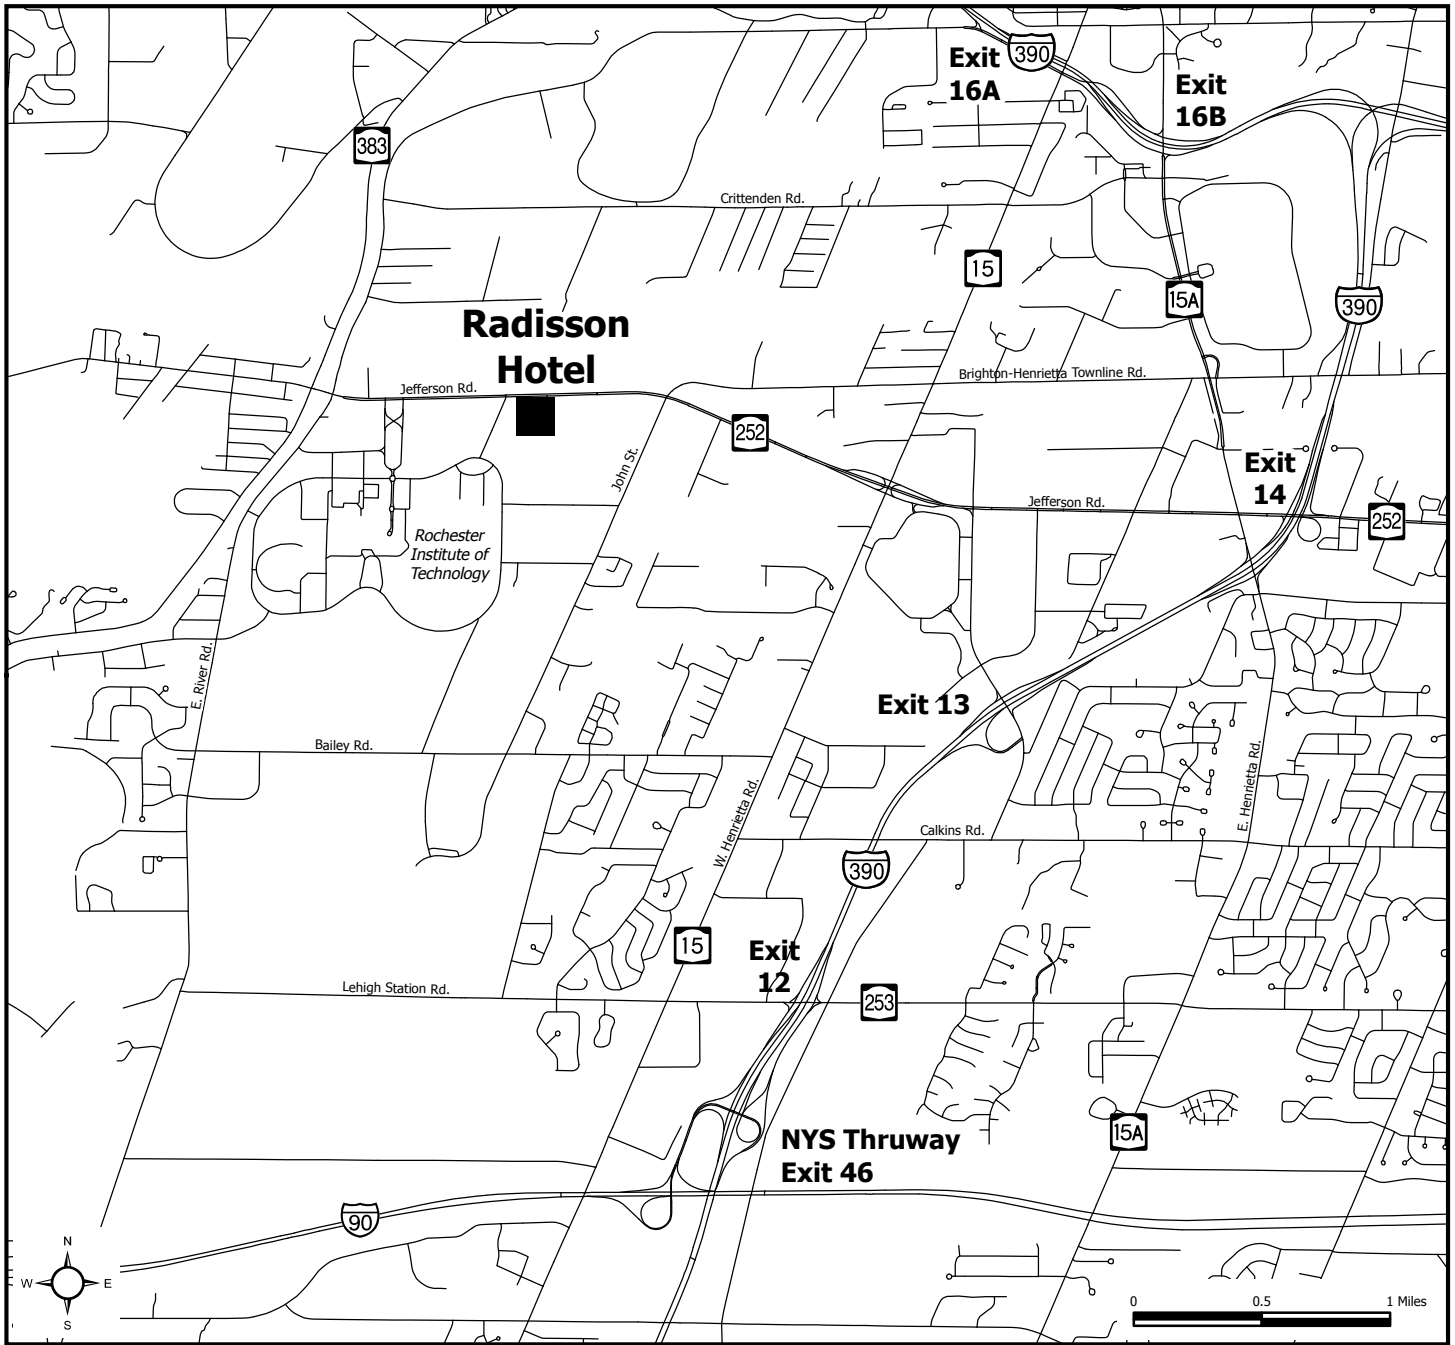 390
Exit
16A
Exit
16B
383
Crittenden Rd.
15
15A
390
Radisson
Hotel
Jefferson Rd.
Brighton-Henrietta Townline Rd.
252
John St.
Exit
14
Jefferson Rd.
252
Rochester
Institute of
Technology
E. River Rd.
Exit 13
Bailey Rd.
W. Henrietta Rd.
E. Henrietta Rd.
Calkins Rd.
390
15
Exit
12
Lehigh Station Rd.
253
15A
NYS Thruway
Exit 46
90
N
W
E
S
0
0.5
1 Miles